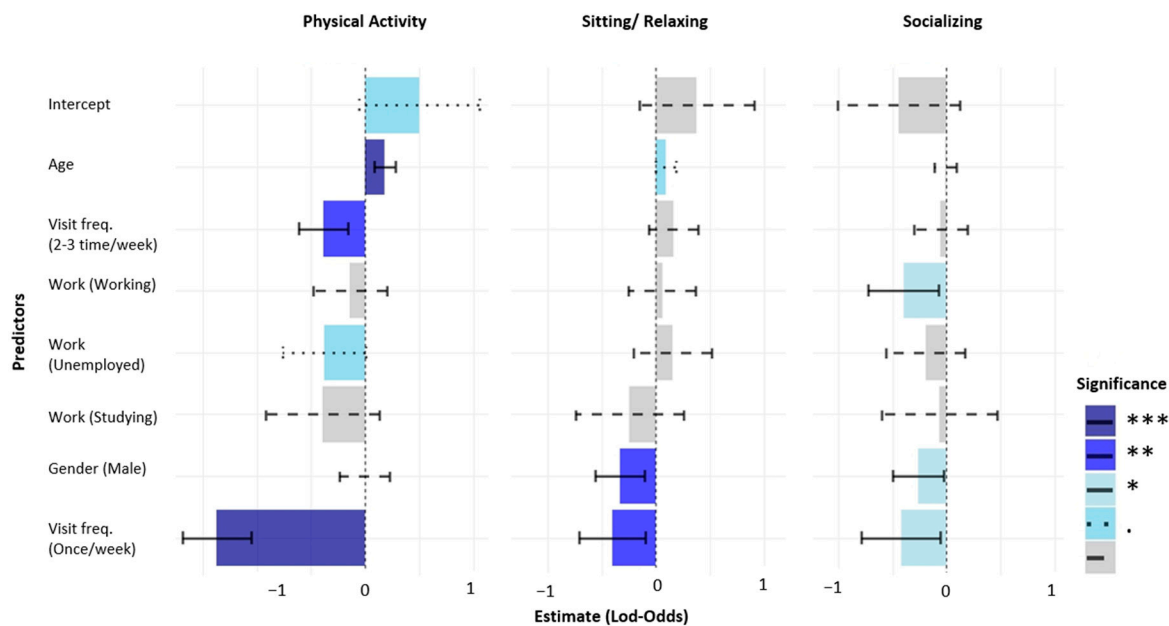 Physical Activity
Sitting/ Relaxing
Socializing
Predictors
Intercept
Age
Visit freq.
(2-3 time/week)
Work (Working)
Work
(Unemployed)
Work (Studying)
Gender (Male)
Visit freq.
(Once/week)
Significance
***
**
*
.
−1 0 1
−1 0 1
−1 0 1
Estimate (Lod-Odds)